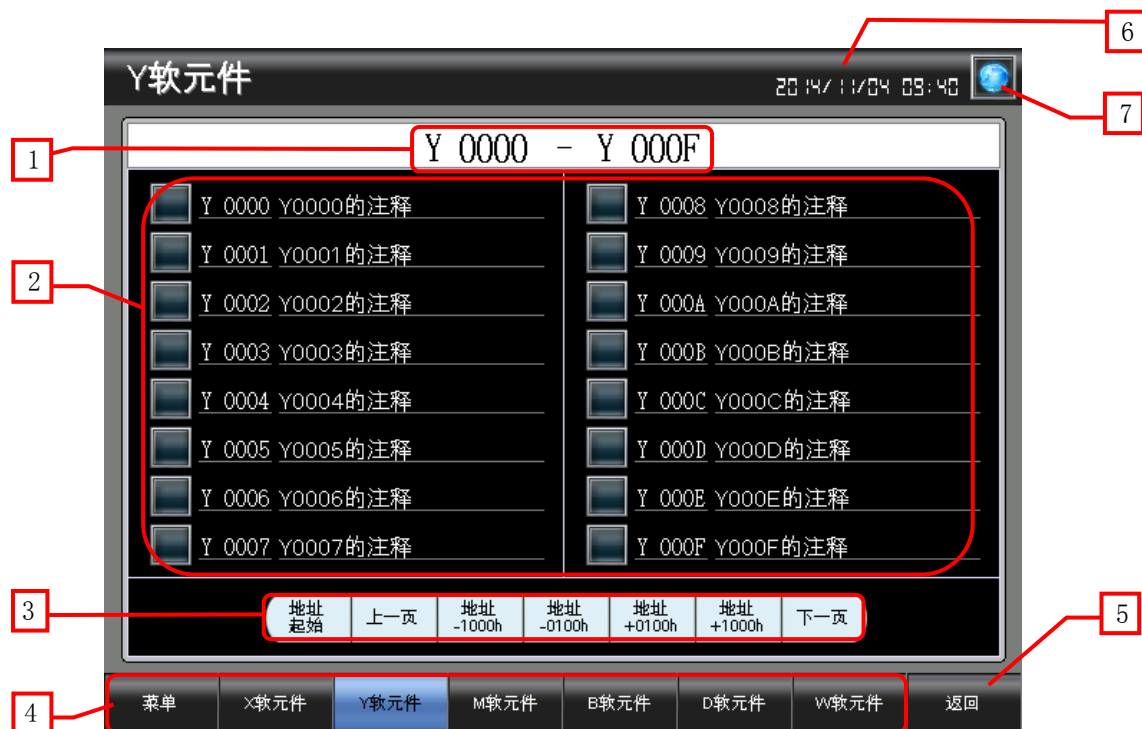 6
Y软元件
2014/11/04 09:40
7
1
Y 0000 - Y 000F
2
Y 0000 Y0000的注释
Y 0001 Y0001的注释
Y 0002 Y0002的注释
Y 0003 Y0003的注释
Y 0004 Y0004的注释
Y 0005 Y0005的注释
Y 0006 Y0006的注释
Y 0007 Y0007的注释
Y 0008 Y0008的注释
Y 0009 Y0009的注释
Y 000A Y000A的注释
Y 000B Y000B的注释
Y 000C Y000C的注释
Y 000D Y000D的注释
Y 000E Y000E的注释
Y 000F Y000F的注释
3
地址
起始
上一页
地址
-1000h
地址
-0100h
地址
+0100h
地址
+1000h
下一页
5
4
菜单
X软元件
Y软元件
M软元件
B软元件
D软元件
W软元件
返回